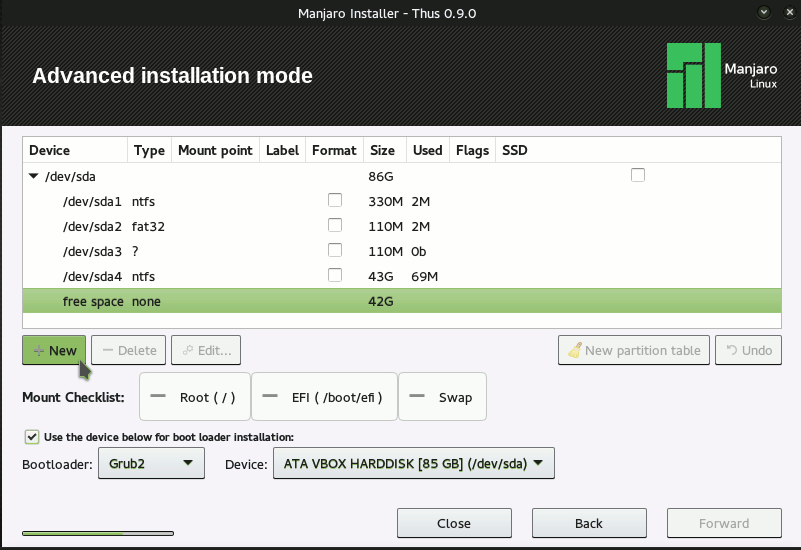 Manjaro Installer - Thus 0.9.0
Advanced installation mode
Manjaro
Linux
Device Type Mount point Label Format Size Used Flags SSD
/dev/sda 86G
/dev/sda1 ntfs 330M 2M
/dev/sda2 fat32 110M 2M
/dev/sda3 ? 110M 0b
/dev/sda4 ntfs 43G 69M
free space none 42G
New Delete Edit... New partition table Undo
Mount Checklist: Root ( / ) EFI ( /boot/efi ) Swap
Use the device below for boot loader installation:
Bootloader: Grub2 Device: ATA VBOX HARDDISK [85 GB] (/dev/sda)
Close Back Forward